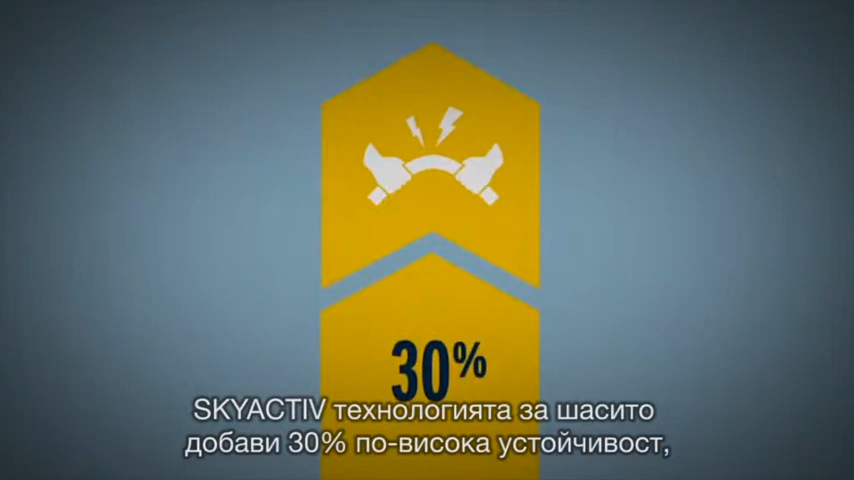 30%
SKYACTIV технологията за шасито
добави 30% по-висока устойчивост,